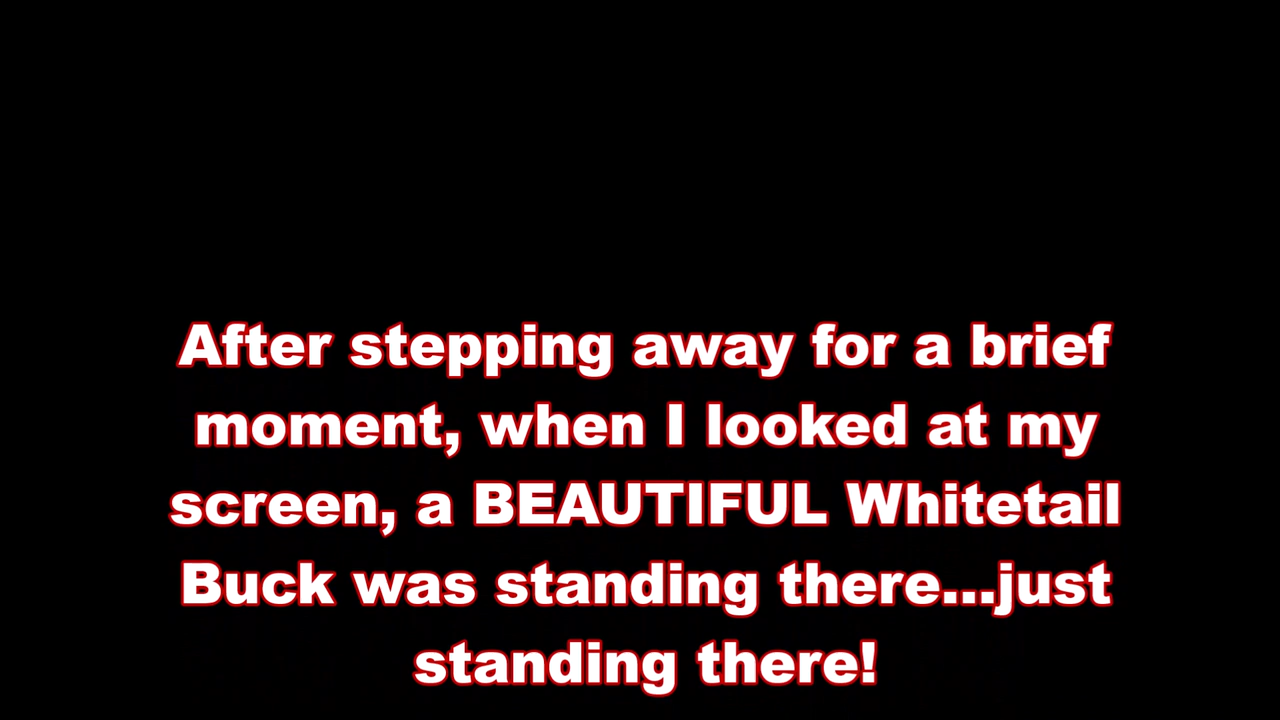 After stepping away for a brief
moment, when I looked at my
screen, a BEAUTIFUL Whitetail
Buck was standing there...just
standing there!